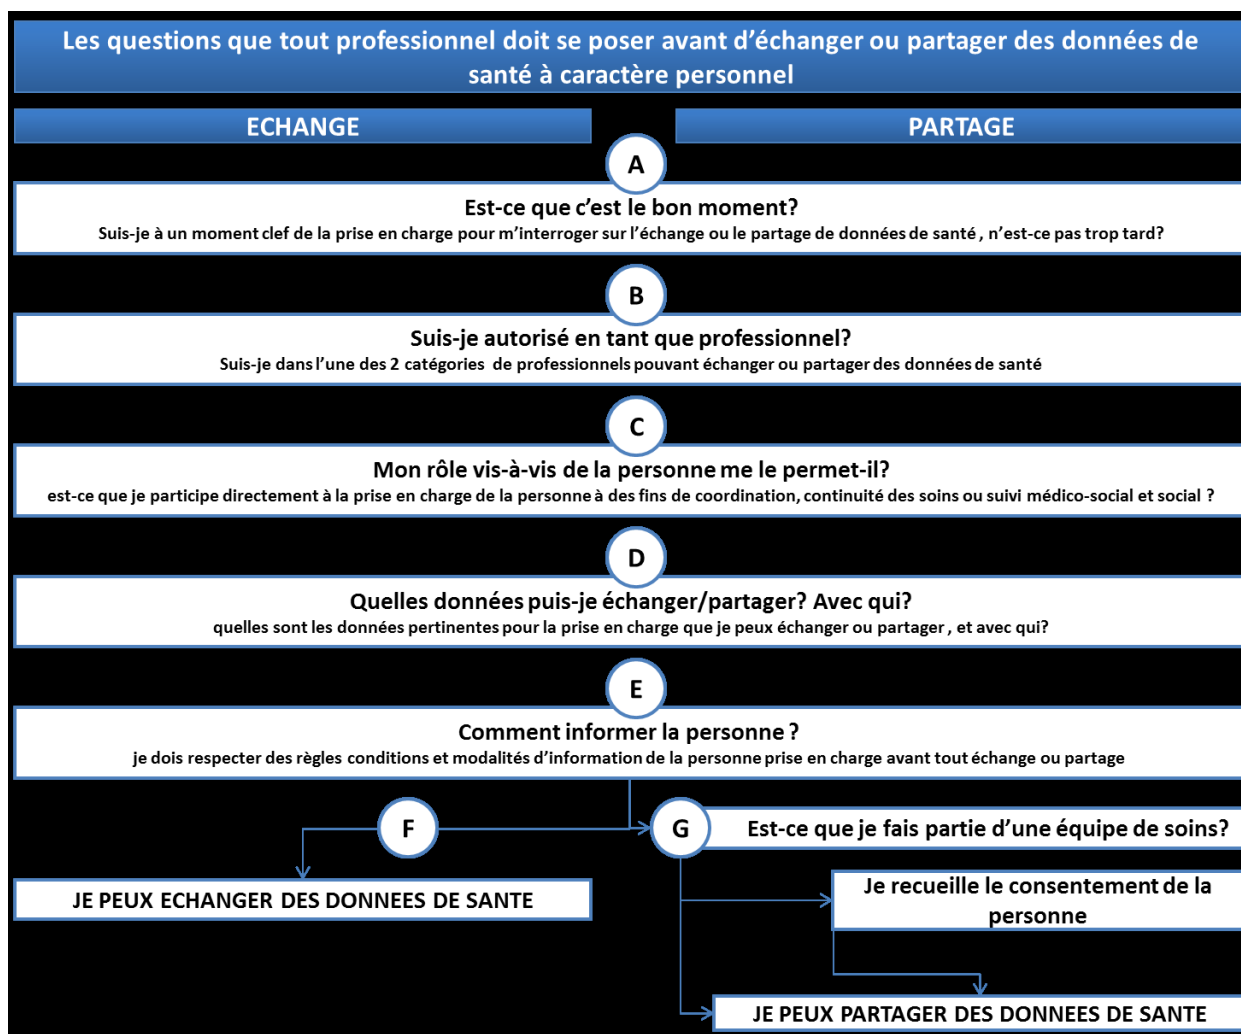 Les questions que tout professionnel doit se poser avant d’échanger ou partager des données de
santé à caractère personnel
ECHANGE
PARTAGE
A
Est-ce que c’est le bon moment?
Suis-je à un moment clef de la prise en charge pour m’interroger sur l’échange ou le partage de données de santé , n’est-ce pas trop tard?
B
Suis-je autorisé en tant que professionnel?
Suis-je dans l’une des 2 catégories de professionnels pouvant échanger ou partager des données de santé
C
Mon rôle vis-à-vis de la personne me le permet-il?
est-ce que je participe directement à la prise en charge de la personne à des fins de coordination, continuité des soins ou suivi médico-social et social ?
D
Quelles données puis-je échanger/partager? Avec qui?
quelles sont les données pertinentes pour la prise en charge que je peux échanger ou partager , et avec qui?
E
Comment informer la personne ?
je dois respecter des règles conditions et modalités d’information de la personne prise en charge avant tout échange ou partage
F
G
Est-ce que je fais partie d’une équipe de soins?
JE PEUX ECHANGER DES DONNEES DE SANTE
Je recueille le consentement de la
personne
JE PEUX PARTAGER DES DONNEES DE SANTE